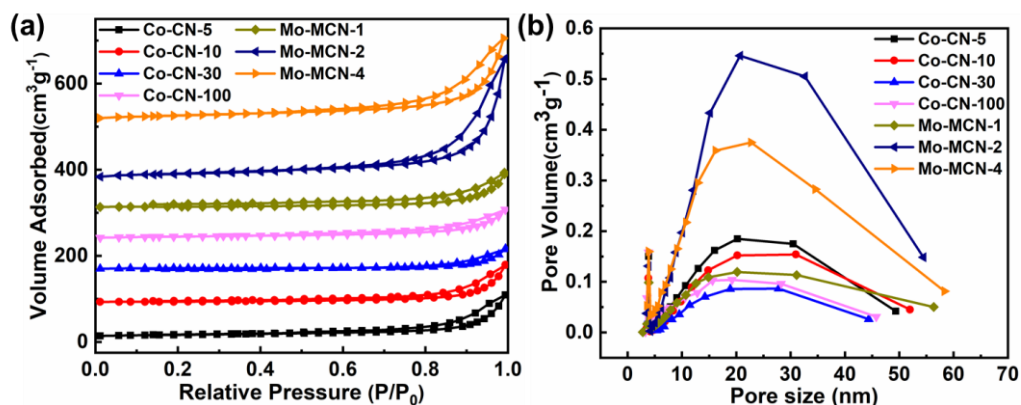 (a)
Co-CN-5 Mo-MCN-1
Co-CN-10 Mo-MCN-2
Co-CN-30 Mo-MCN-4
Co-CN-100
Volume Adsorbed(cm³g⁻¹)
600
400
200
0
0.0 0.2 0.4 0.6 0.8 1.0
Relative Pressure (P/P₀)
(b)
Co-CN-5
Co-CN-10
Co-CN-30
Co-CN-100
Mo-MCN-1
Mo-MCN-2
Mo-MCN-4
Pore Volume(cm³g⁻¹)
0.6
0.5
0.4
0.3
0.2
0.1
0.0
0 10 20 30 40 50 60 70
Pore size (nm)